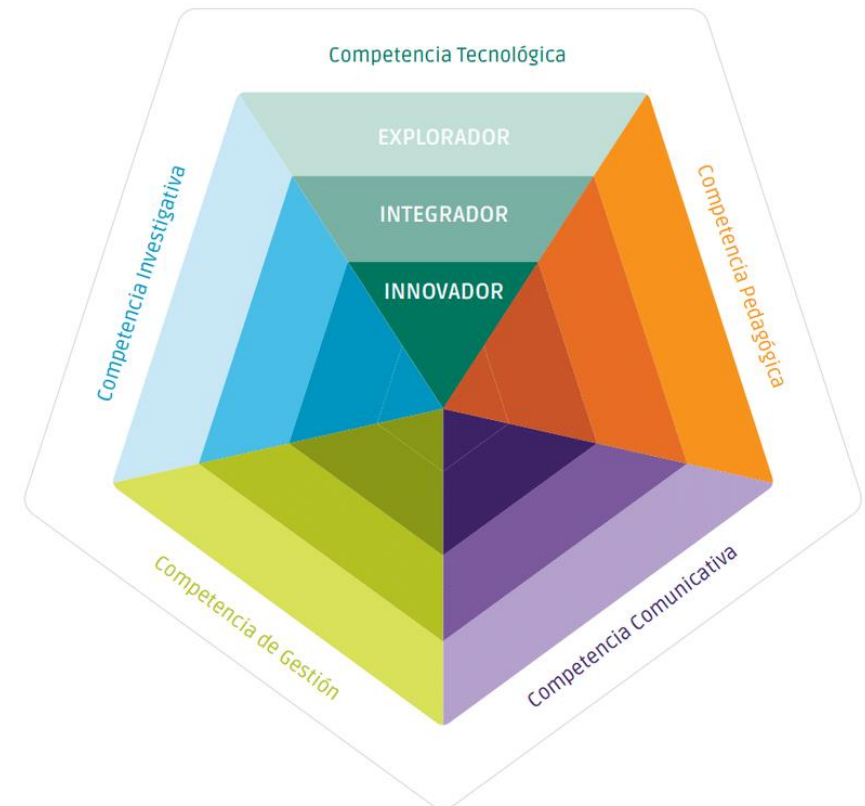 Competencia Tecnológica
EXPLORADOR
INTEGRADOR
INNOVADOR
Competencia Investigativa
Competencia Pedagógica
Competencia de Gestión
Competencia Comunicativa